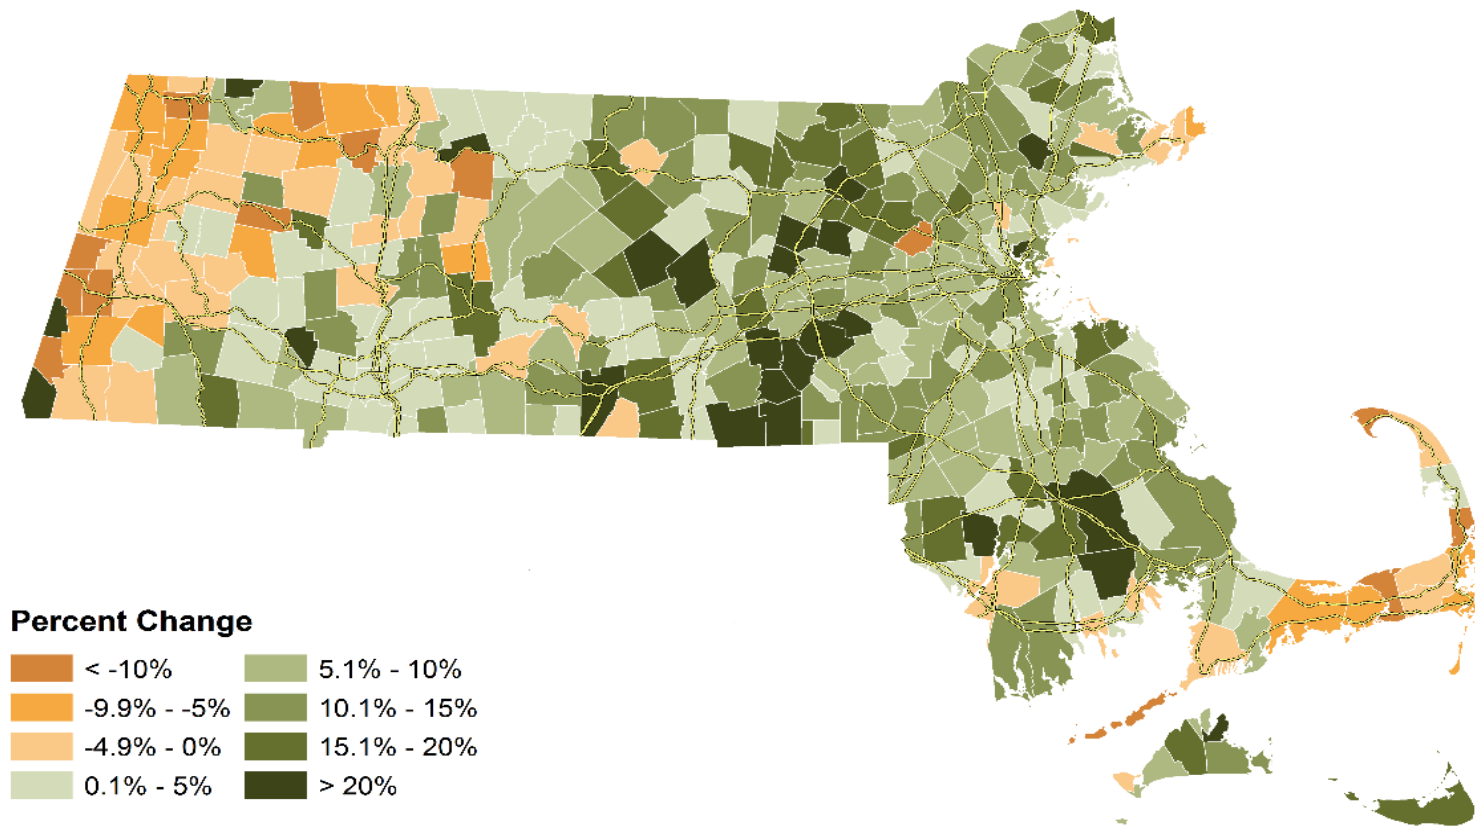 Percent Change
< -10%
-9.9% - -5%
-4.9% - 0%
0.1% - 5%
5.1% - 10%
10.1% - 15%
15.1% - 20%
> 20%